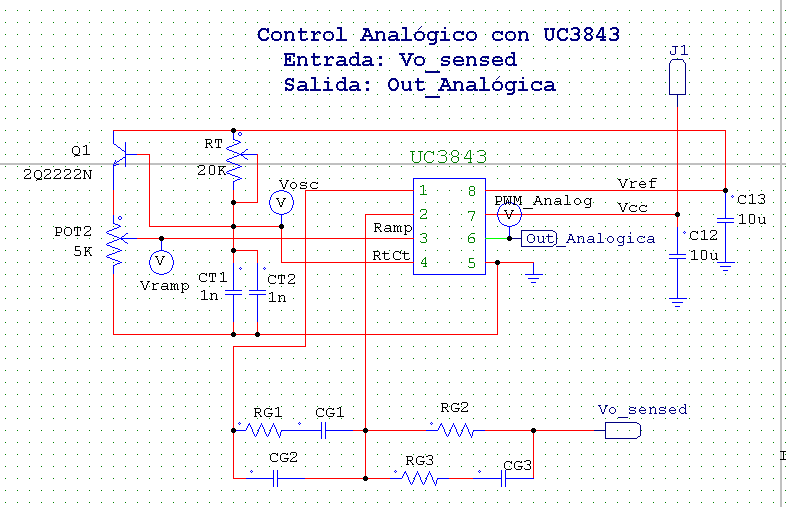 Control Analógico con UC3843
Entrada: Vo_sensed
Salida: Out_Analógica
J1
Q1
2Q2222N
RT
20K
UC3843
Vosc
V
1
2
3
4
8
7
6
5
Vref
PWM_Analog
V
Vcc
C13
10u
POT2
5K
Ramp
Out_Analogica
C12
10u
V
Vramp
RtCt
CT1
1n
CT2
1n
RG1
CG1
RG2
Vo_sensed
CG2
RG3
CG3